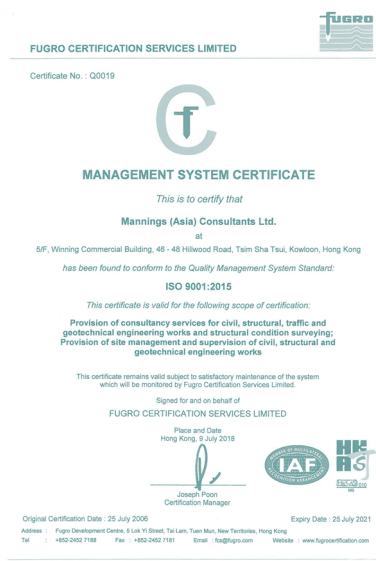 FUGRO
FUGRO CERTIFICATION SERVICES LIMITED
Certificate No. : Q0019
MANAGEMENT SYSTEM CERTIFICATE
This is to certify that
Mannings (Asia) Consultants Ltd.
at
5/F, Winning Commercial Building, 46 - 48 Hillwood Road, Tsim Sha Tsui, Kowloon, Hong Kong
has been found to conform to the Quality Management System Standard:
ISO 9001:2015
This certificate is valid for the following scope of certification:
Provision of consultancy services for civil, structural, traffic and
geotechnical engineering works and structural condition surveying;
Provision of site management and supervision of civil, structural and
geotechnical engineering works
This certificate remains valid subject to satisfactory maintenance of the system
which will be monitored by Fugro Certification Services Limited.
Signed for and on behalf of
FUGRO CERTIFICATION SERVICES LIMITED
Place and Date
Hong Kong, 9 July 2018
Joseph Poon
Certification Manager
MEMBER OF MULTILATERAL
IAF
RECOGNITION ARRANGEMENT
HKAS
Original Certification Date : 25 July 2006
Expiry Date : 25 July 2021
Address : Fugro Development Centre, 5 Lok Yi Street, Tai Lam, Tuen Mun, New Territories, Hong Kong
Tel : +852-2452 7188 Fax : +852-2452 7181 Email : fcs@fugro.com Website : www.fugrocertification.com